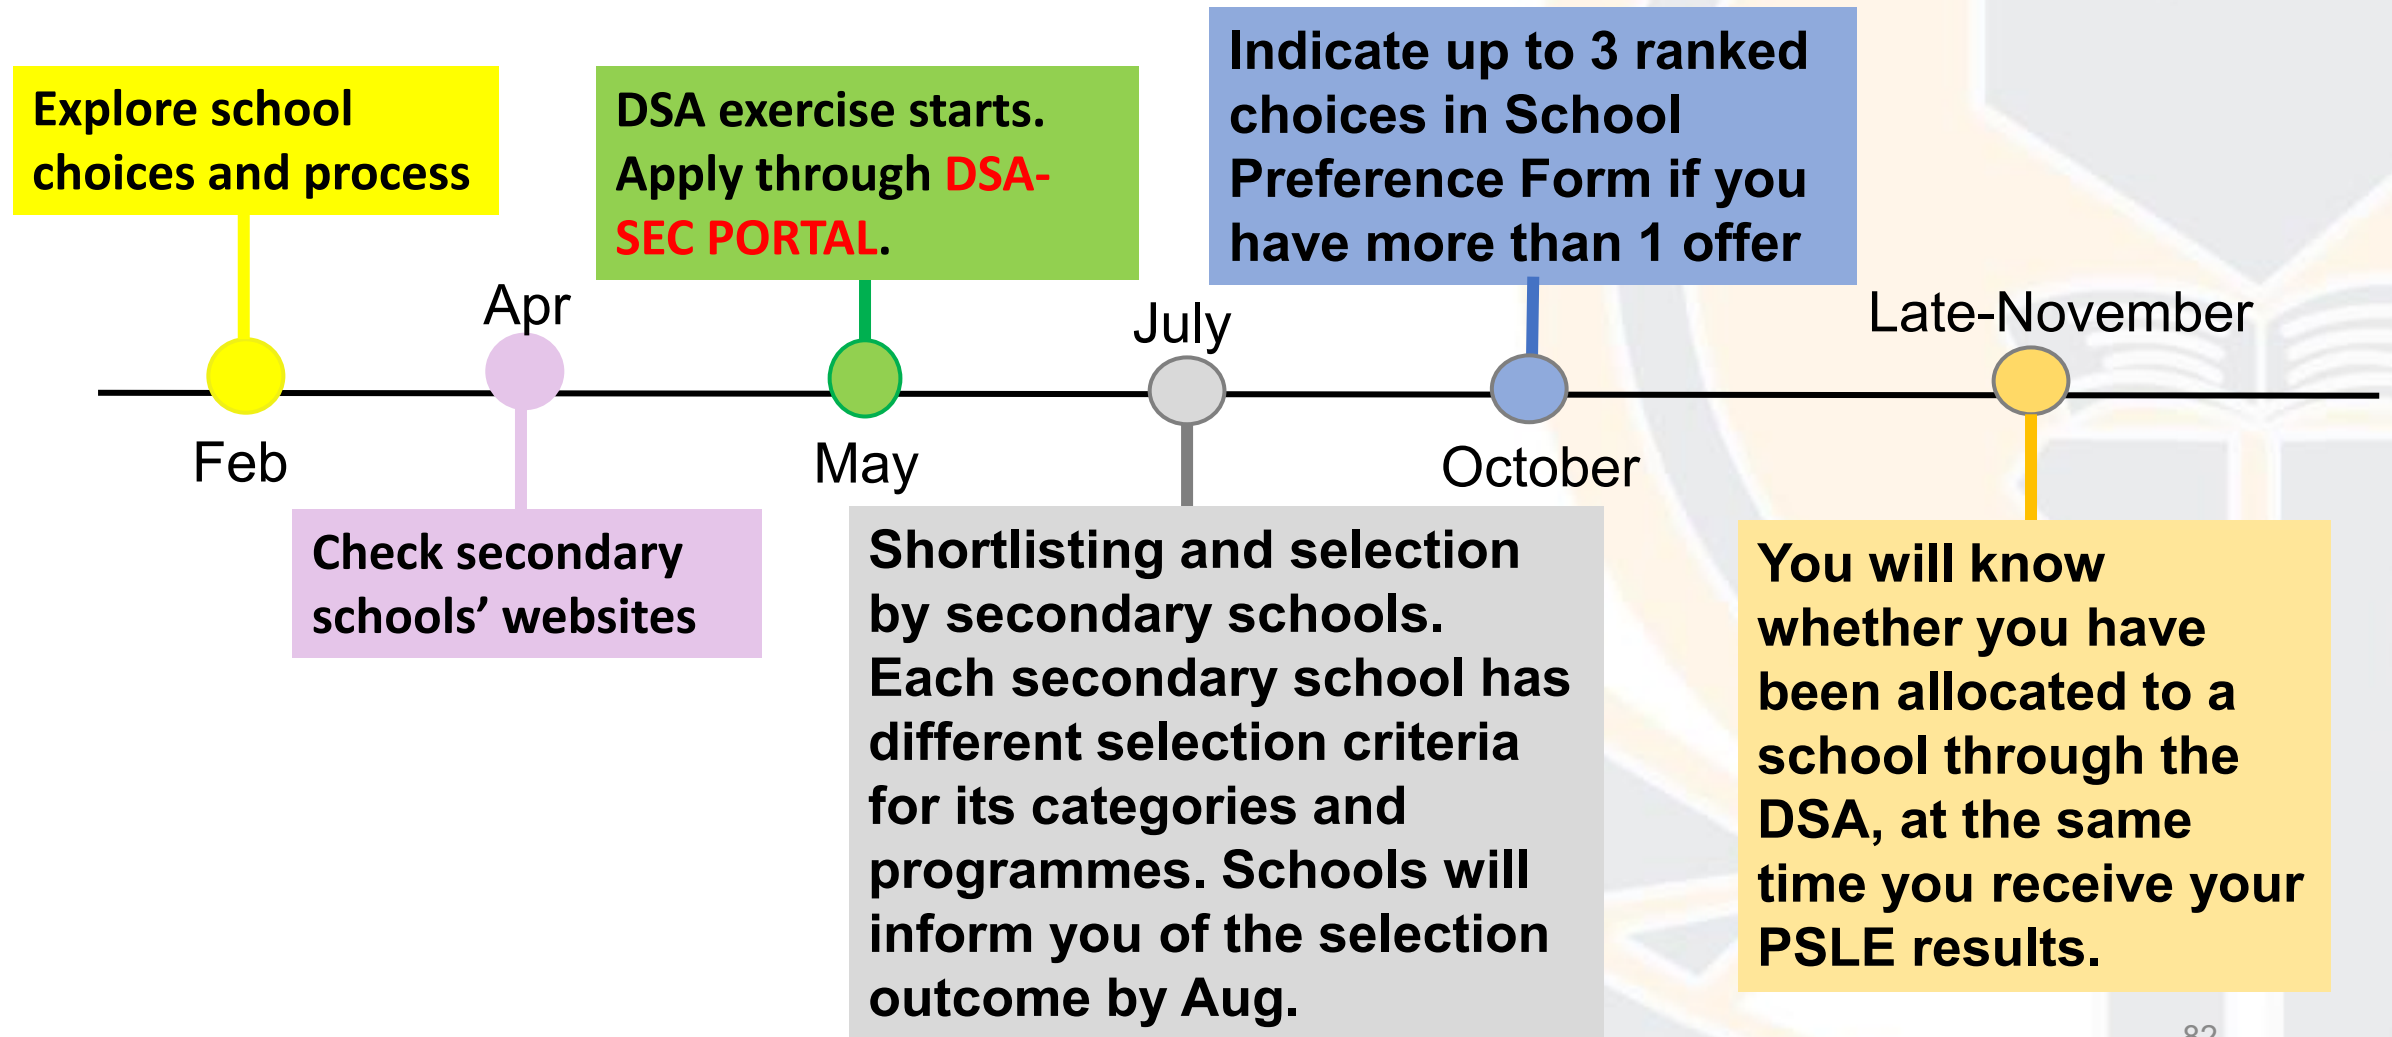 Explore school
choices and process
Feb
Apr
Check secondary
schools’ websites
DSA exercise starts.
Apply through DSA-
SEC PORTAL.
May
July
Shortlisting and selection
by secondary schools.
Each secondary school has
different selection criteria
for its categories and
programmes. Schools will
inform you of the selection
outcome by Aug.
Indicate up to 3 ranked
choices in School
Preference Form if you
have more than 1 offer
October
Late-November
You will know
whether you have
been allocated to a
school through the
DSA, at the same
time you receive your
PSLE results.
82